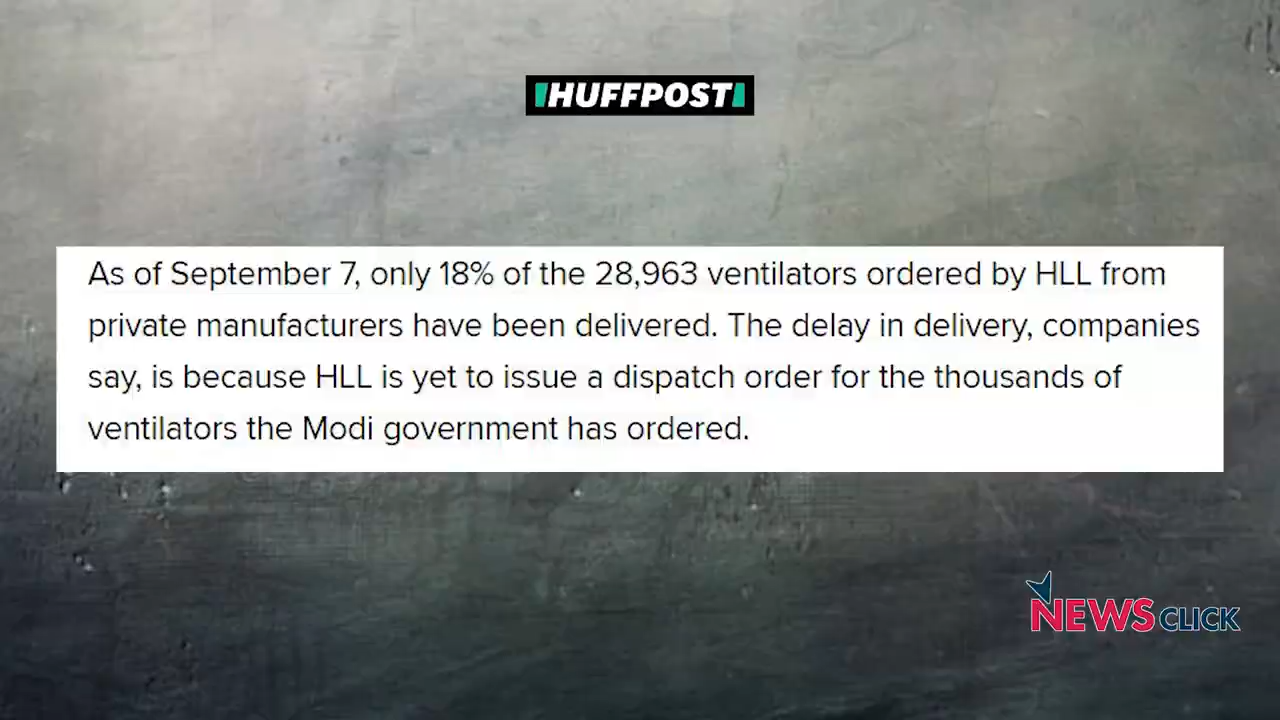 HUFFPOST
As of September 7, only 18% of the 28,963 ventilators ordered by HLL from
private manufacturers have been delivered. The delay in delivery, companies
say, is because HLL is yet to issue a dispatch order for the thousands of
ventilators the Modi government has ordered.
NEWSCLICK